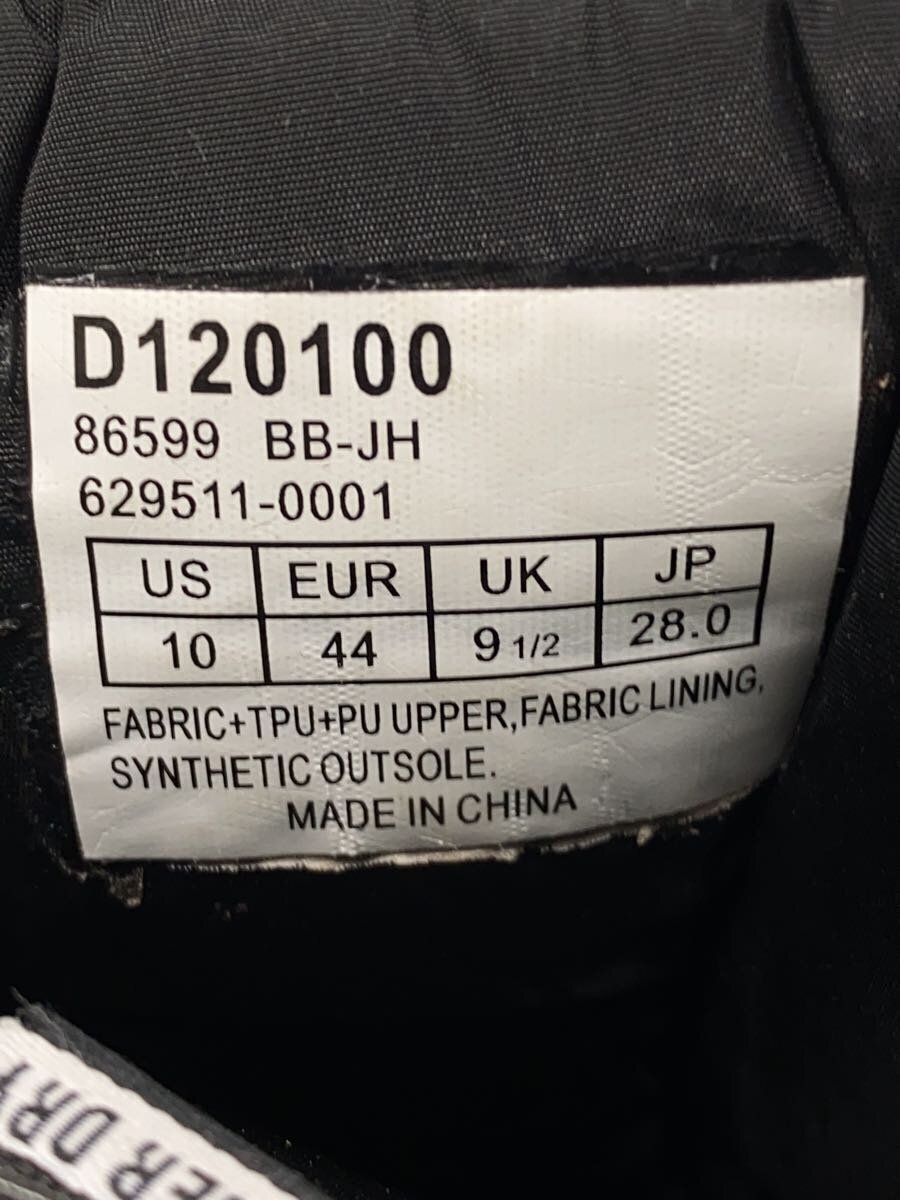 D120100
86599 BB-JH
629511-0001
US EUR UK JP
10 44 9 1/2 28.0
FABRIC+TPU+PU UPPER,FABRIC LINING,
SYNTHETIC OUTSOLE.
MADE IN CHINA
DRY